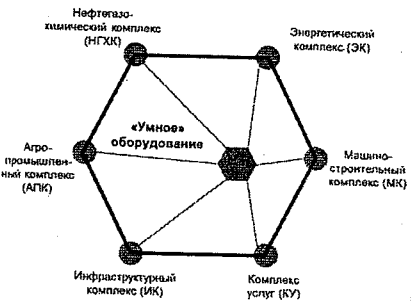 Нефтегазо-
химический комплекс
(НГХК)
Энергетический
комплекс (ЭК)
«Умное»
оборудование
Агро-
промышлен-
ный комплекс
(АПК)
Машино-
строительный
комплекс (МК)
Инфраструктурный
комплекс (ИК)
Комплекс
услуг (КУ)